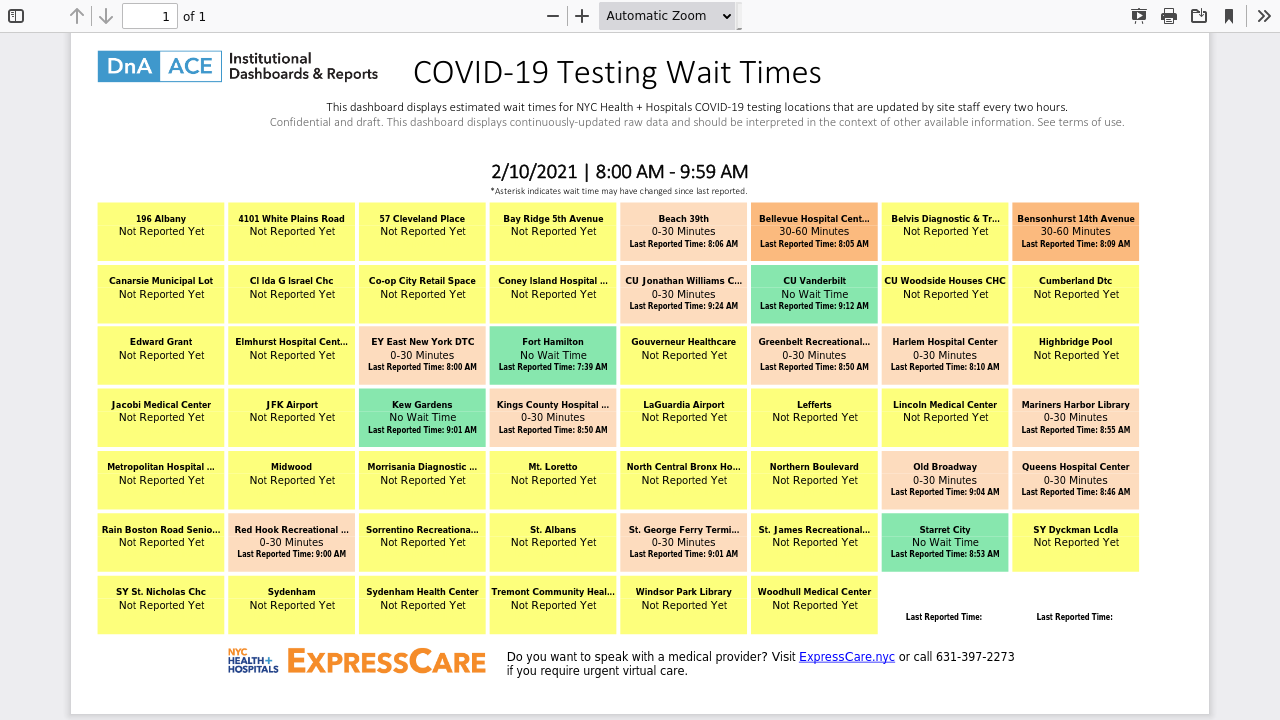 1 of 1 Automatic Zoom
DnA ACE Institutional Dashboards & Reports
COVID-19 Testing Wait Times
This dashboard displays estimated wait times for NYC Health + Hospitals COVID-19 testing locations that are updated by site staff every two hours.
Confidential and draft. This dashboard displays continuously-updated raw data and should be interpreted in the context of other available information. See terms of use.
2/10/2021 | 8:00 AM - 9:59 AM
*Asterisk indicates wait time may have changed since last reported.
196 Albany
Not Reported Yet
4101 White Plains Road
Not Reported Yet
57 Cleveland Place
Not Reported Yet
Bay Ridge 5th Avenue
Not Reported Yet
Beach 39th
0-30 Minutes
Last Reported Time: 8:06 AM
Bellevue Hospital Cent...
30-60 Minutes
Last Reported Time: 8:05 AM
Belvis Diagnostic & Tr...
Not Reported Yet
Bensonhurst 14th Avenue
30-60 Minutes
Last Reported Time: 8:09 AM
Canarsie Municipal Lot
Not Reported Yet
Cl Ida G Israel Chc
Not Reported Yet
Co-op City Retail Space
Not Reported Yet
Coney Island Hospital ...
Not Reported Yet
CU Jonathan Williams C...
0-30 Minutes
Last Reported Time: 9:24 AM
CU Vanderbilt
No Wait Time
Last Reported Time: 9:12 AM
CU Woodside Houses CHC
Not Reported Yet
Cumberland Dtc
Not Reported Yet
Edward Grant
Not Reported Yet
Elmhurst Hospital Cent...
Not Reported Yet
EY East New York DTC
0-30 Minutes
Last Reported Time: 8:00 AM
Fort Hamilton
No Wait Time
Last Reported Time: 7:39 AM
Gouverneur Healthcare
Not Reported Yet
Greenbelt Recreational...
0-30 Minutes
Last Reported Time: 8:50 AM
Harlem Hospital Center
0-30 Minutes
Last Reported Time: 8:10 AM
Highbridge Pool
Not Reported Yet
Jacobi Medical Center
Not Reported Yet
JFK Airport
Not Reported Yet
Kew Gardens
No Wait Time
Last Reported Time: 9:01 AM
Kings County Hospital ...
0-30 Minutes
Last Reported Time: 8:50 AM
LaGuardia Airport
Not Reported Yet
Lefferts
Not Reported Yet
Lincoln Medical Center
Not Reported Yet
Mariners Harbor Library
0-30 Minutes
Last Reported Time: 8:55 AM
Metropolitan Hospital ...
Not Reported Yet
Midwood
Not Reported Yet
Morrisania Diagnostic ...
Not Reported Yet
Mt. Loretto
Not Reported Yet
North Central Bronx Ho...
Not Reported Yet
Northern Boulevard
Not Reported Yet
Old Broadway
0-30 Minutes
Last Reported Time: 9:04 AM
Queens Hospital Center
0-30 Minutes
Last Reported Time: 8:46 AM
Rain Boston Road Senio...
Not Reported Yet
Red Hook Recreational ...
0-30 Minutes
Last Reported Time: 9:00 AM
Sorrentino Recreationa...
Not Reported Yet
St. Albans
Not Reported Yet
St. George Ferry Termi...
0-30 Minutes
Last Reported Time: 9:01 AM
St. James Recreational...
Not Reported Yet
Starret City
No Wait Time
Last Reported Time: 8:53 AM
SY Dyckman Lcdla
Not Reported Yet
SY St. Nicholas Chc
Not Reported Yet
Sydenham
Not Reported Yet
Sydenham Health Center
Not Reported Yet
Tremont Community Heal...
Not Reported Yet
Windsor Park Library
Not Reported Yet
Woodhull Medical Center
Not Reported Yet
Last Reported Time:
Last Reported Time:
NYC
HEALTH+
HOSPITALS
EXPRESSCARE
Do you want to speak with a medical provider? Visit ExpressCare.nyc or call 631-397-2273
if you require urgent virtual care.